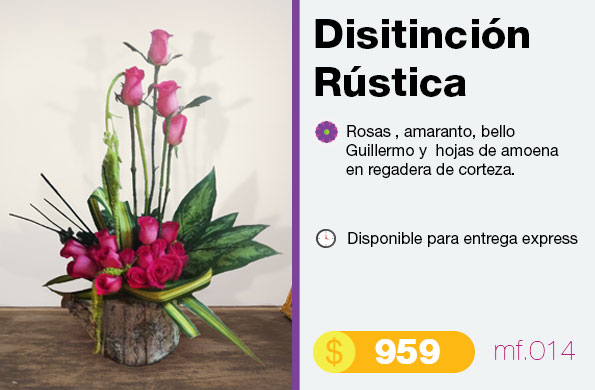 Disitinción
Rústica
Rosas , amaranto, bello
Guillermo y hojas de amoena
en regadera de corteza.
Disponible para entrega express
$ 959
mf.014